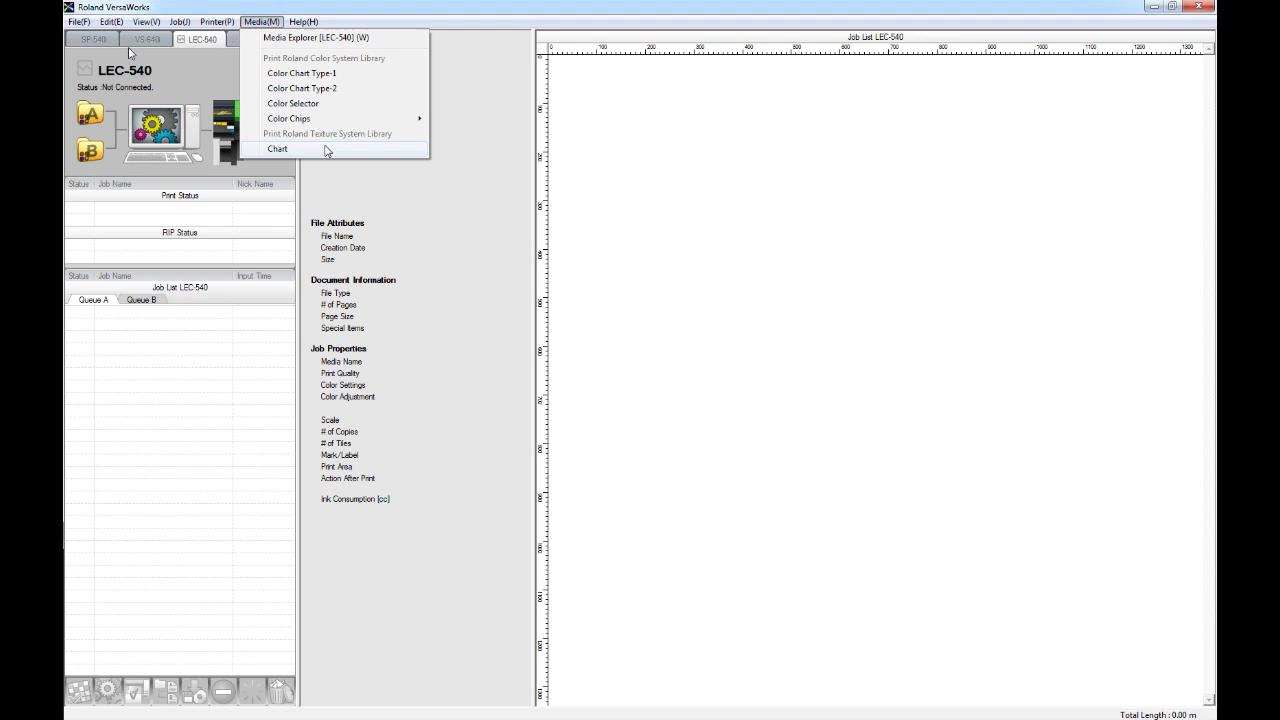 Roland VersaWorks
File(F) Edit(E) View(V) Job(J) Printer(P) Media(M) Help(H)
SP-540 VS-640 LEC-540
LEC-540
Status :Not Connected.
A
B
Media Explorer [LEC-540] (W)
Print Roland Color System Library
Color Chart Type-1
Color Chart Type-2
Color Selector
Color Chips
Print Roland Texture System Library
Chart
Status Job Name Nick Name
Print Status
RIP Status
Status Job Name Input Time
Job List LEC-540
Queue A Queue B
File Attributes
File Name
Creation Date
Size
Document Information
File Type
# of Pages
Page Size
Special Items
Job Properties
Media Name
Print Quality
Color Settings
Color Adjustment
Scale
# of Copies
# of Tiles
Mark/Label
Print Area
Action After Print
Ink Consumption [cc]
Job List LEC-540
0 100 200 300 400 500 600 700 800 900 1000 1100 1200 1300
Total Length : 0.00 m